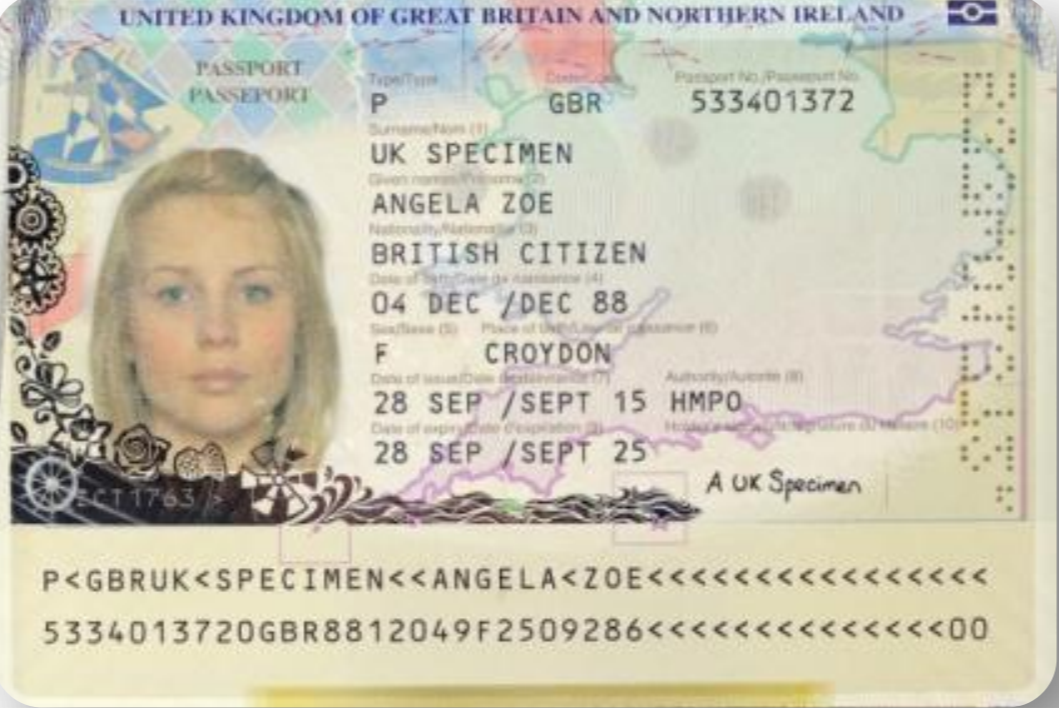 UNITED KINGDOM OF GREAT BRITAIN AND NORTHERN IRELAND
PASSPORT
PASSEPORT
Type/Type Code/Code Passport No./Passeport No.
P GBR 533401372
Surname/Nom (1)
UK SPECIMEN
Given names/Prénoms (2)
ANGELA ZOE
Nationality/Nationalité (3)
BRITISH CITIZEN
Date of birth/Date de naissance (4)
04 DEC /DEC 88
Sex/Sexe (5) Place of birth/Lieu de naissance (6)
F CROYDON
Date of issue/Date de délivrance (7) Authority/Autorité (8)
28 SEP /SEPT 15 HMPO
Date of expiry/Date d'expiration (9) Holder's signature/Signature du titulaire (10)
28 SEP /SEPT 25
A UK Specimen
P<GBRUK<SPECIMEN<<ANGELA<ZOE<<<<<<<<<<<<<<<<<<
5334013720GBR8812049F2509286<<<<<<<<<<<<<<00